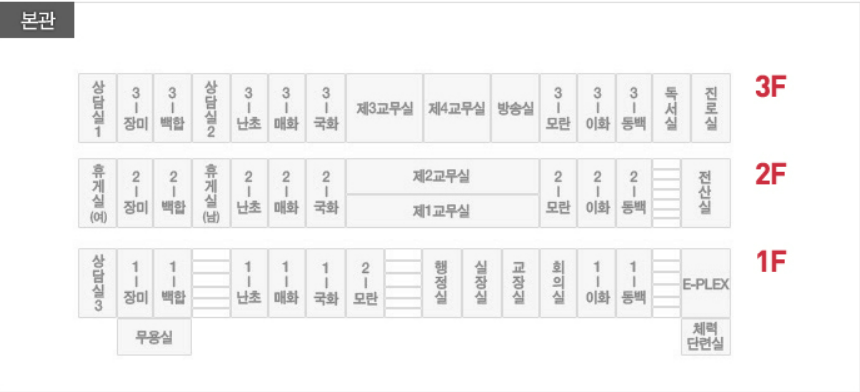 본관
상담실1 3-장미 3-백합 상담실2 3-난초 3-매화 3-국화 제3교무실 제4교무실 방송실 3-모란 3-이화 3-동백 독서실 진로실 3F
휴게실(여) 2-장미 2-백합 휴게실(남) 2-난초 2-매화 2-국화 제2교무실 2-모란 2-이화 2-동백 전산실 2F
제1교무실
상담실3 1-장미 1-백합 1-난초 1-매화 1-국화 2-모란 행정실 실장실 교장실 회의실 1-이화 1-동백 E-PLEX 1F
무용실 체력단련실